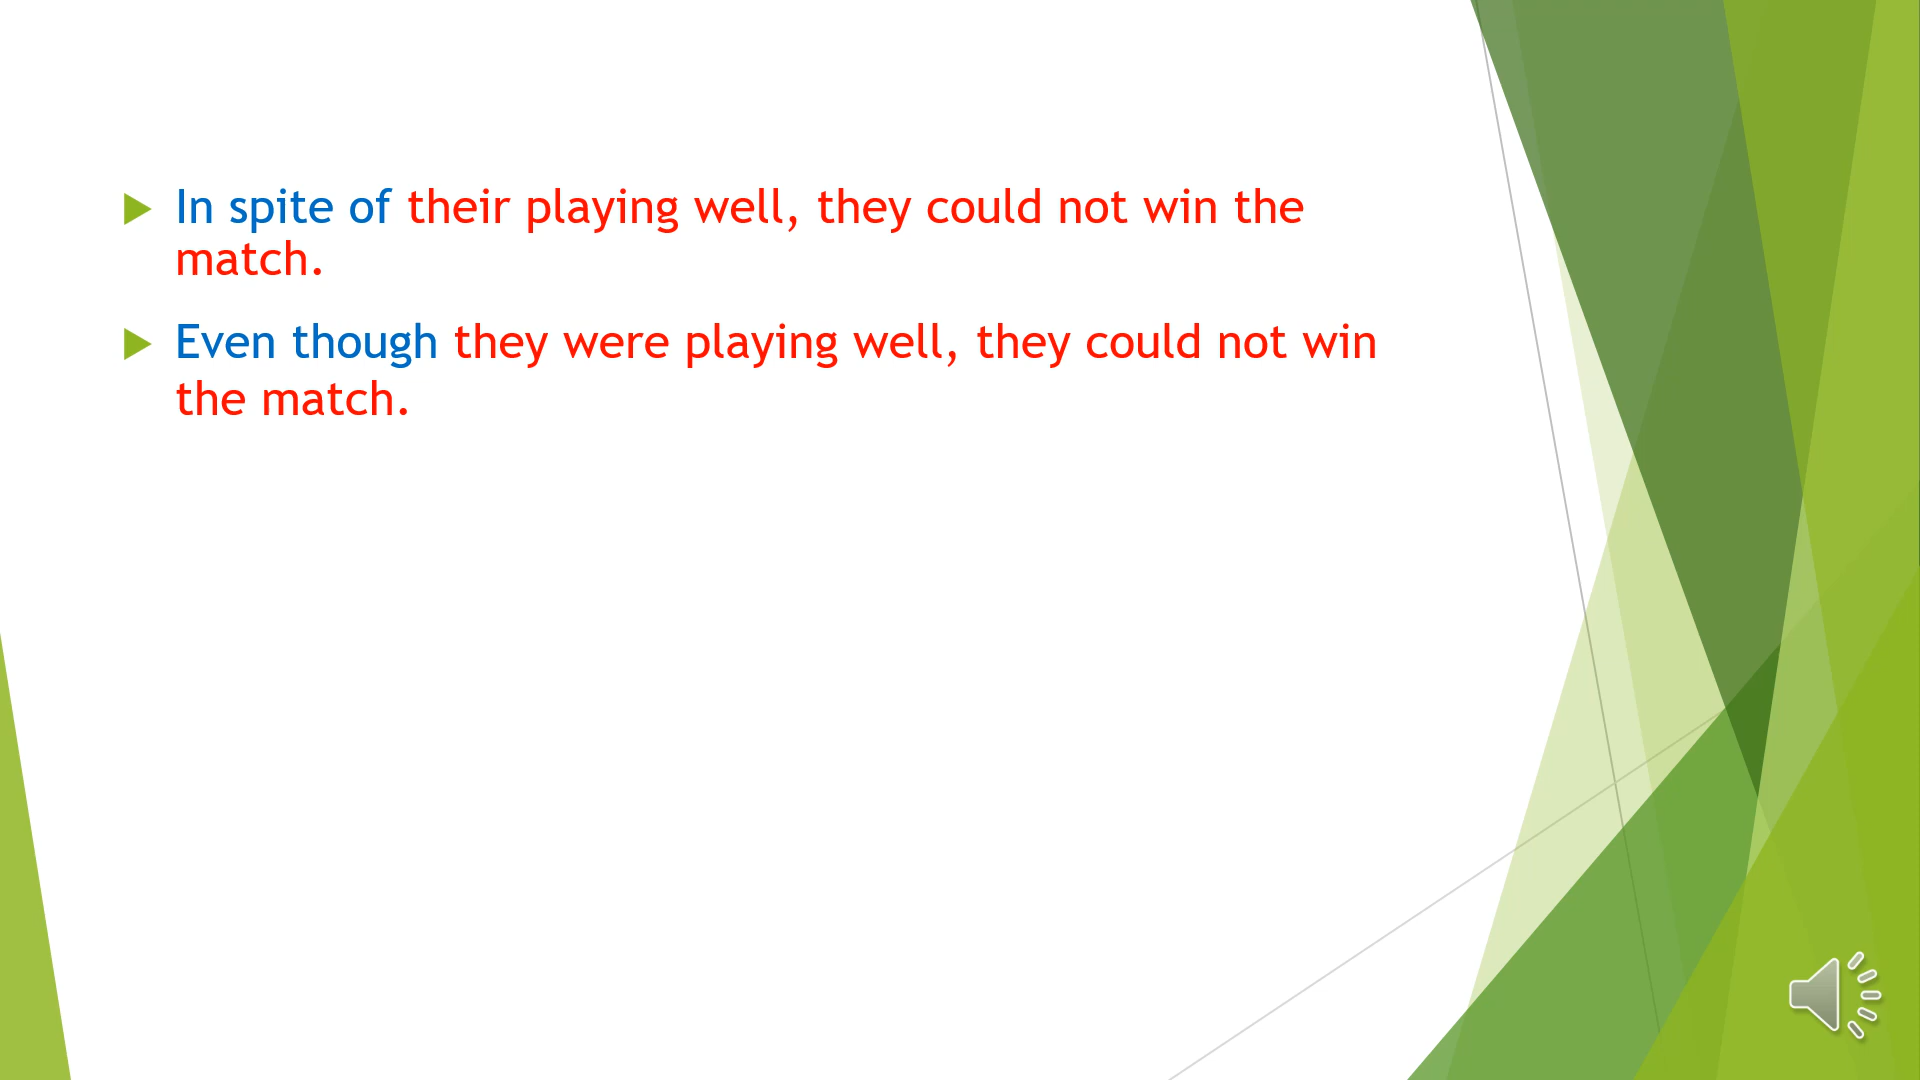 In spite of their playing well, they could not win the
match.
Even though they were playing well, they could not win
the match.